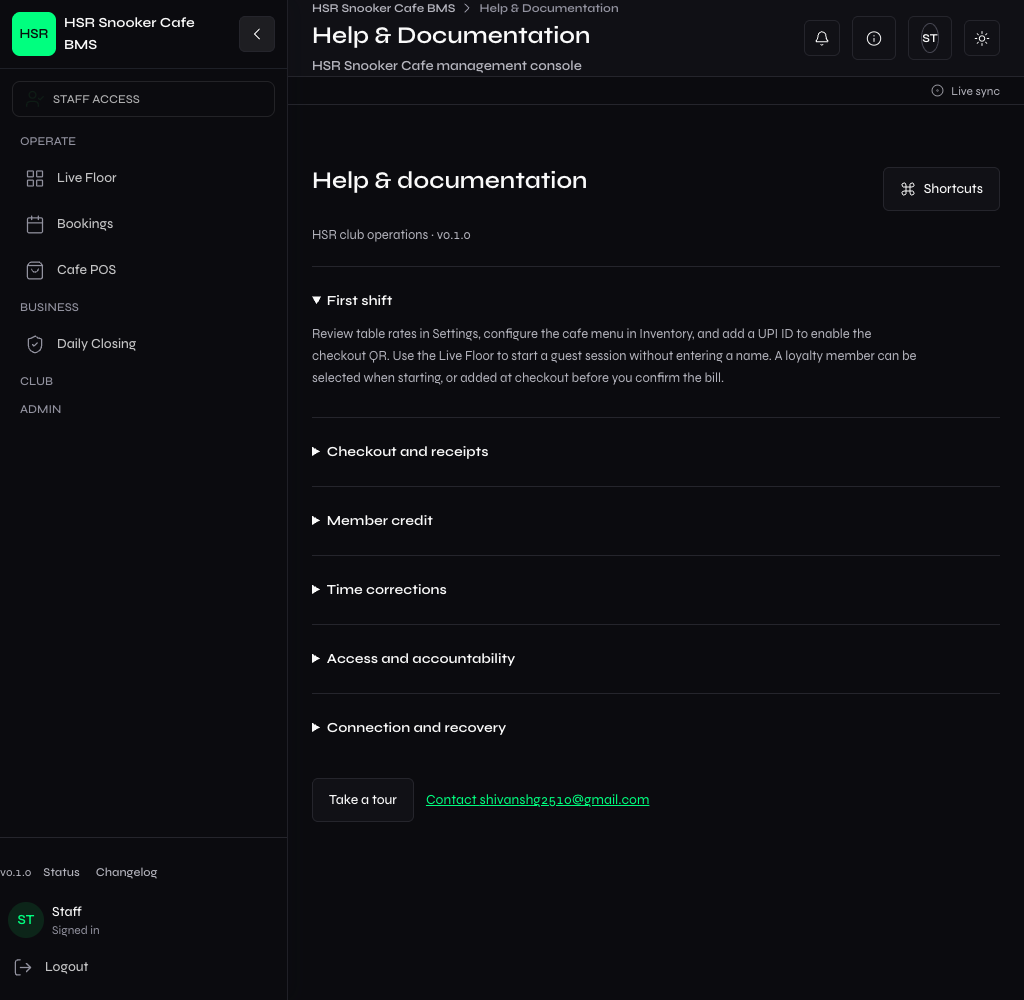 HSR
HSR Snooker Cafe
BMS
STAFF ACCESS
OPERATE
Live Floor
Bookings
Cafe POS
BUSINESS
Daily Closing
CLUB
ADMIN
v0.1.0 Status Changelog
ST
Staff
Signed in
Logout
HSR Snooker Cafe BMS > Help & Documentation
Help & Documentation
HSR Snooker Cafe management console
ST
Live sync
Help & documentation
Shortcuts
HSR club operations · v0.1.0
First shift
Review table rates in Settings, configure the cafe menu in Inventory, and add a UPI ID to enable the
checkout QR. Use the Live Floor to start a guest session without entering a name. A loyalty member can be
selected when starting, or added at checkout before you confirm the bill.
Checkout and receipts
Member credit
Time corrections
Access and accountability
Connection and recovery
Take a tour
Contact shivanshg2510@gmail.com